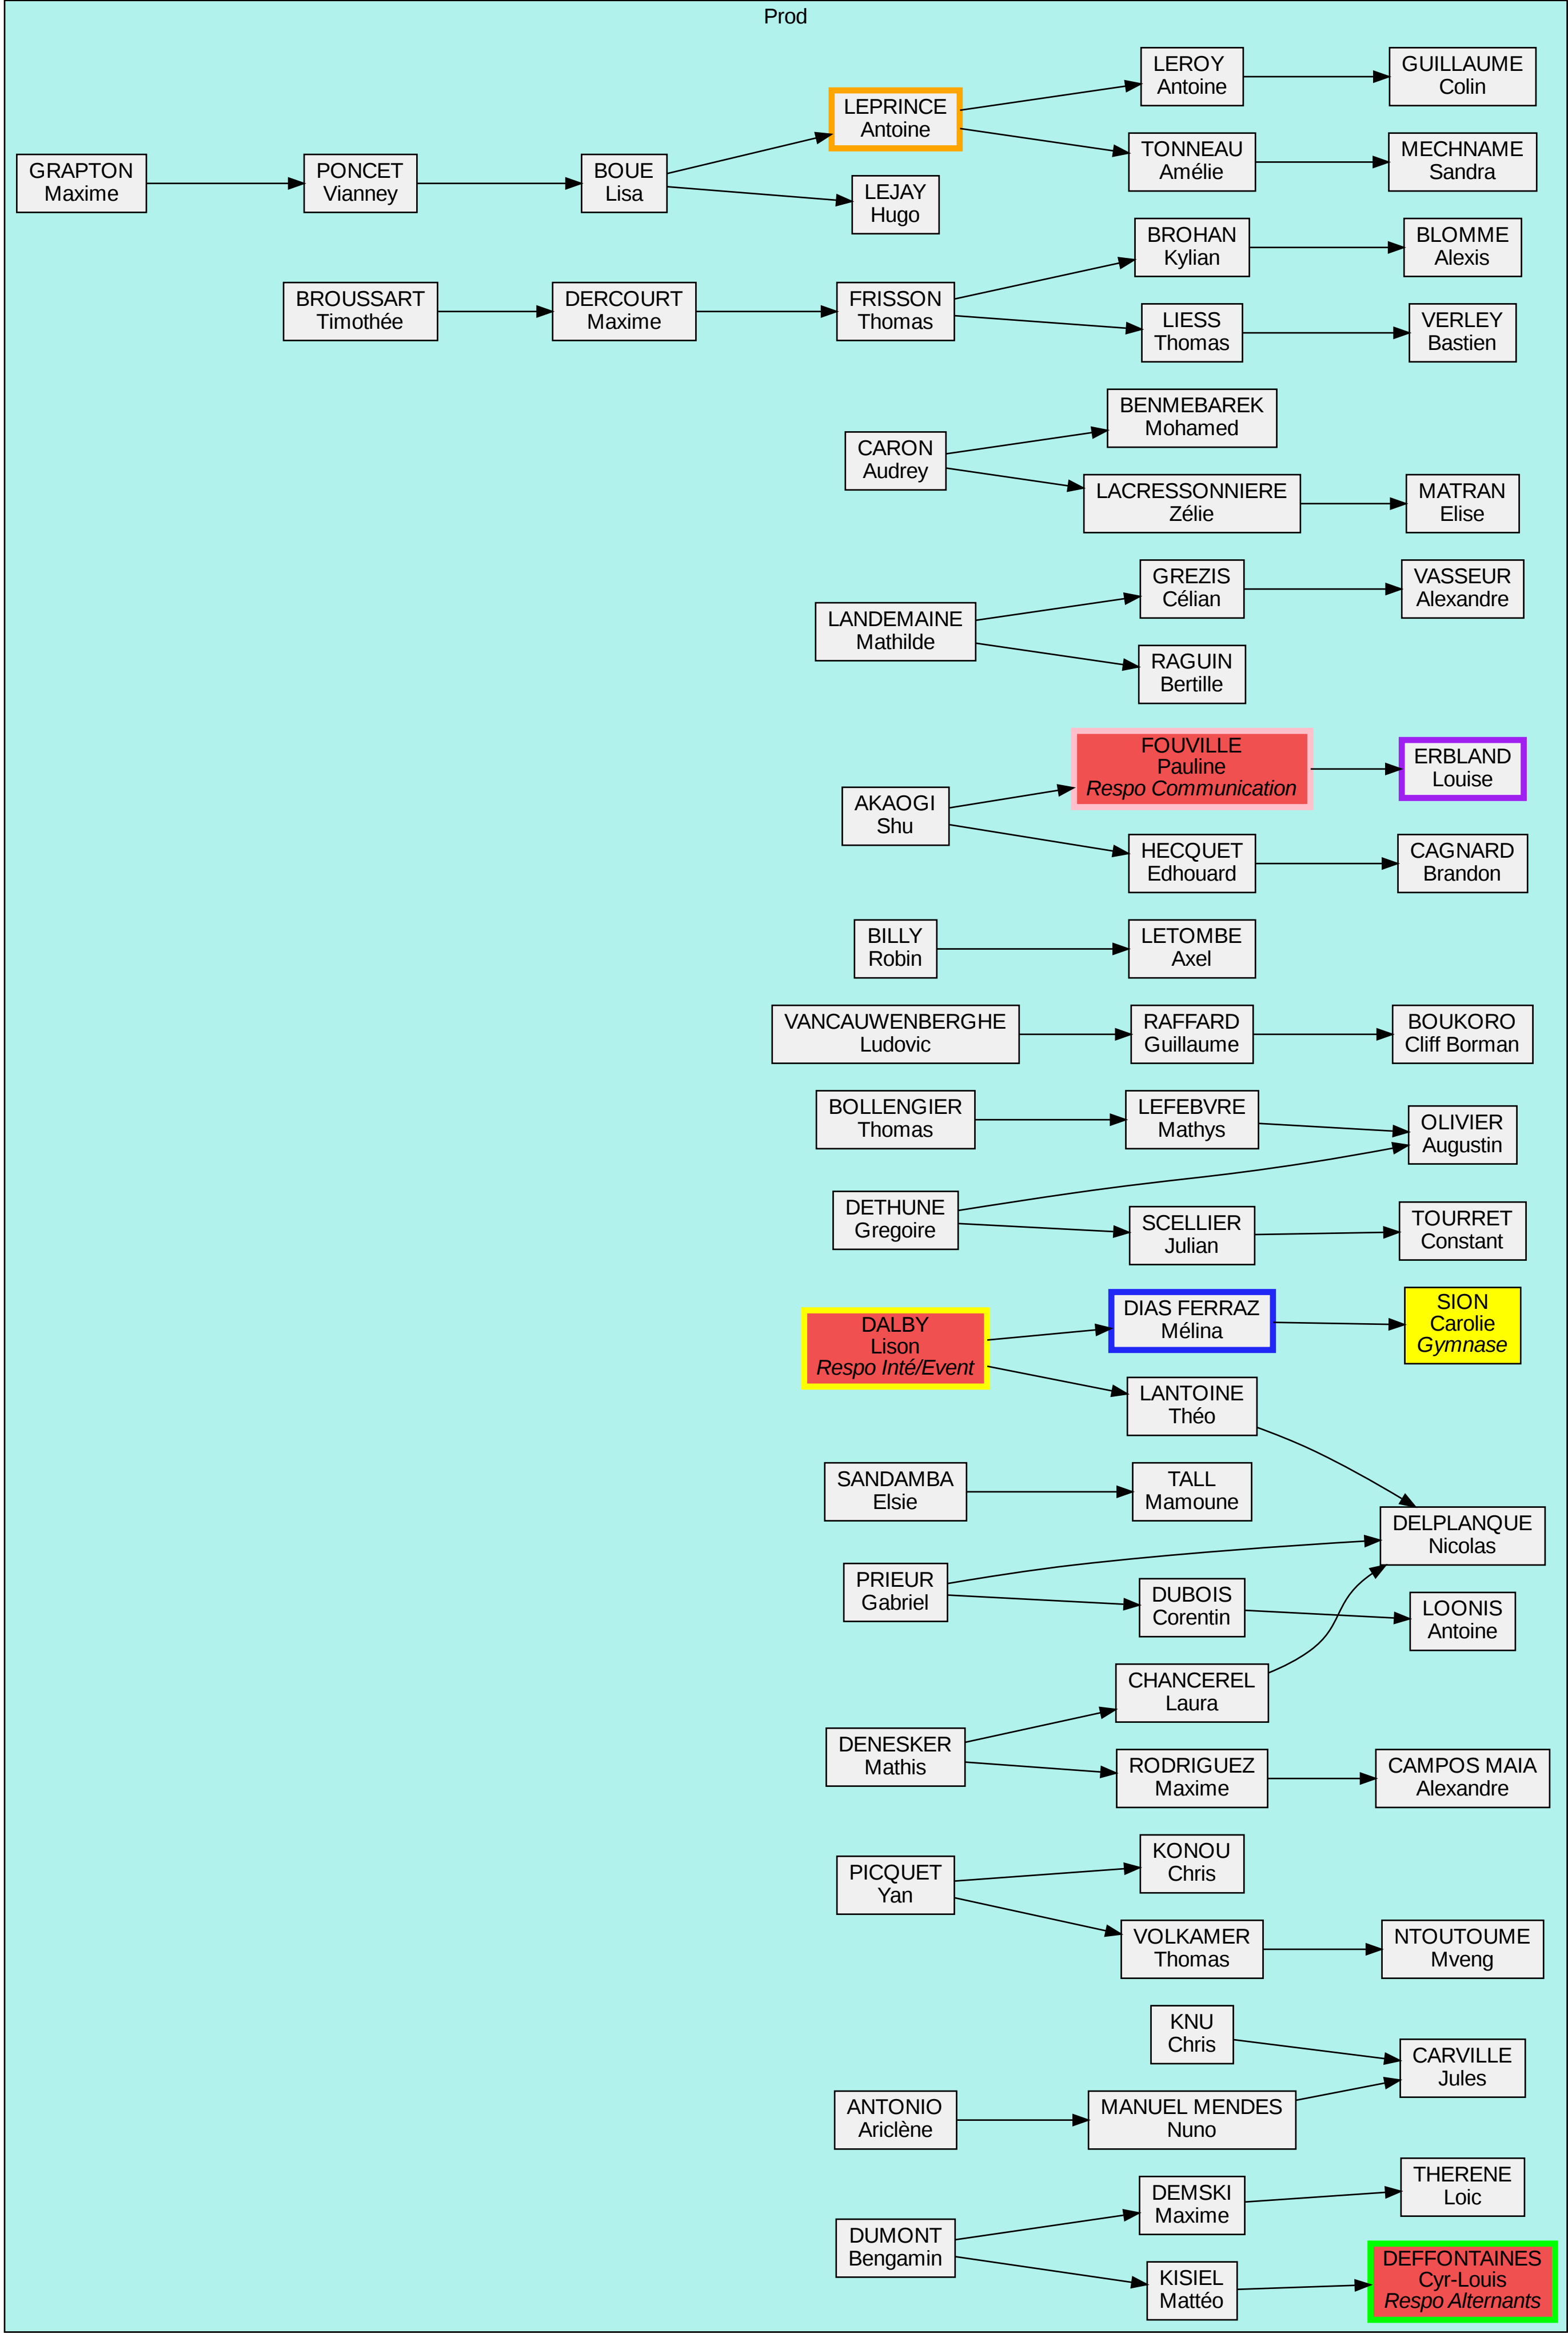 Prod
GRAPTON
Maxime
PONCET
Vianney
BOUE
Lisa
LEPRINCE
Antoine
LEJAY
Hugo
LEROY
Antoine
GUILLAUME
Colin
TONNEAU
Amélie
MECHNAME
Sandra
BROUSSART
Timothée
DERCOURT
Maxime
FRISSON
Thomas
BROHAN
Kylian
BLOMME
Alexis
LIESS
Thomas
VERLEY
Bastien
CARON
Audrey
BENMEBAREK
Mohamed
LACRESSONNIERE
Zélie
MATRAN
Elise
LANDEMAINE
Mathilde
GREZIS
Célian
VASSEUR
Alexandre
RAGUIN
Bertille
AKAOGI
Shu
FOUVILLE
Pauline
Respo Communication
ERBLAND
Louise
HECQUET
Edhouard
CAGNARD
Brandon
BILLY
Robin
LETOMBE
Axel
VANCAUWENBERGHE
Ludovic
RAFFARD
Guillaume
BOUKORO
Cliff Borman
BOLLENGIER
Thomas
LEFEBVRE
Mathys
OLIVIER
Augustin
DETHUNE
Gregoire
SCELLIER
Julian
TOURRET
Constant
DALBY
Lison
Respo Inté/Event
DIAS FERRAZ
Mélina
SION
Carolie
Gymnase
LANTOINE
Théo
SANDAMBA
Elsie
TALL
Mamoune
DELPLANQUE
Nicolas
PRIEUR
Gabriel
DUBOIS
Corentin
LOONIS
Antoine
DENESKER
Mathis
CHANCEREL
Laura
RODRIGUEZ
Maxime
CAMPOS MAIA
Alexandre
PICQUET
Yan
KONOU
Chris
VOLKAMER
Thomas
NTOUTOUME
Mveng
KNU
Chris
CARVILLE
Jules
ANTONIO
Ariclène
MANUEL MENDES
Nuno
DUMONT
Bengamin
DEMSKI
Maxime
THERENE
Loic
KISIEL
Mattéo
DEFFONTAINES
Cyr-Louis
Respo Alternants